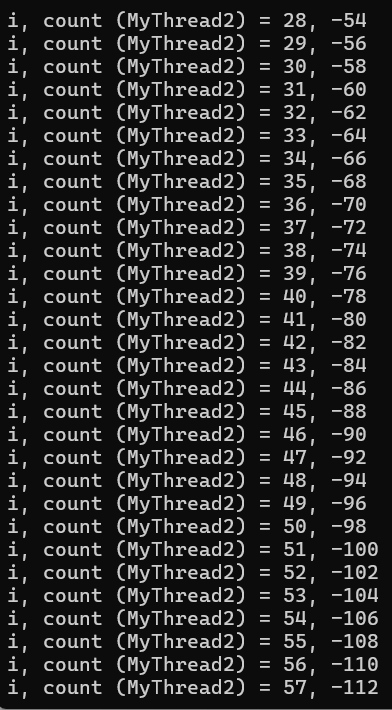 i, count (MyThread2) = 28, -54
i, count (MyThread2) = 29, -56
i, count (MyThread2) = 30, -58
i, count (MyThread2) = 31, -60
i, count (MyThread2) = 32, -62
i, count (MyThread2) = 33, -64
i, count (MyThread2) = 34, -66
i, count (MyThread2) = 35, -68
i, count (MyThread2) = 36, -70
i, count (MyThread2) = 37, -72
i, count (MyThread2) = 38, -74
i, count (MyThread2) = 39, -76
i, count (MyThread2) = 40, -78
i, count (MyThread2) = 41, -80
i, count (MyThread2) = 42, -82
i, count (MyThread2) = 43, -84
i, count (MyThread2) = 44, -86
i, count (MyThread2) = 45, -88
i, count (MyThread2) = 46, -90
i, count (MyThread2) = 47, -92
i, count (MyThread2) = 48, -94
i, count (MyThread2) = 49, -96
i, count (MyThread2) = 50, -98
i, count (MyThread2) = 51, -100
i, count (MyThread2) = 52, -102
i, count (MyThread2) = 53, -104
i, count (MyThread2) = 54, -106
i, count (MyThread2) = 55, -108
i, count (MyThread2) = 56, -110
i, count (MyThread2) = 57, -112